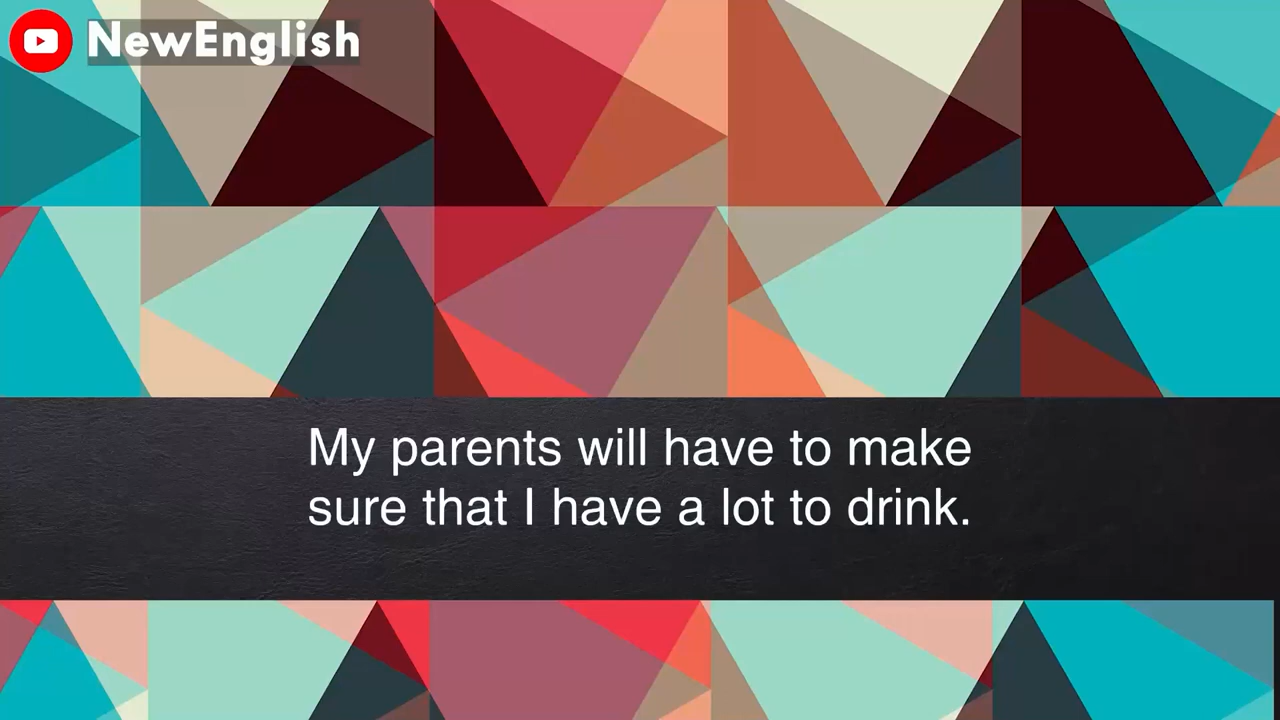 NewEnglish
My parents will have to make
sure that I have a lot to drink.